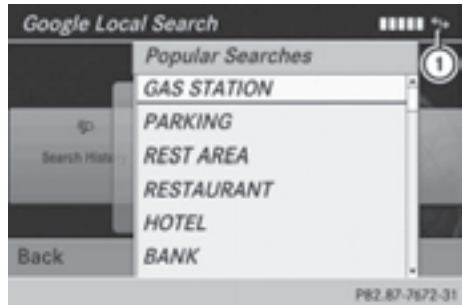 Google Local Search
1
Popular Searches
GAS STATION
PARKING
Search Histo
REST AREA
RESTAURANT
HOTEL
Back
BANK
P82.87-7672-31